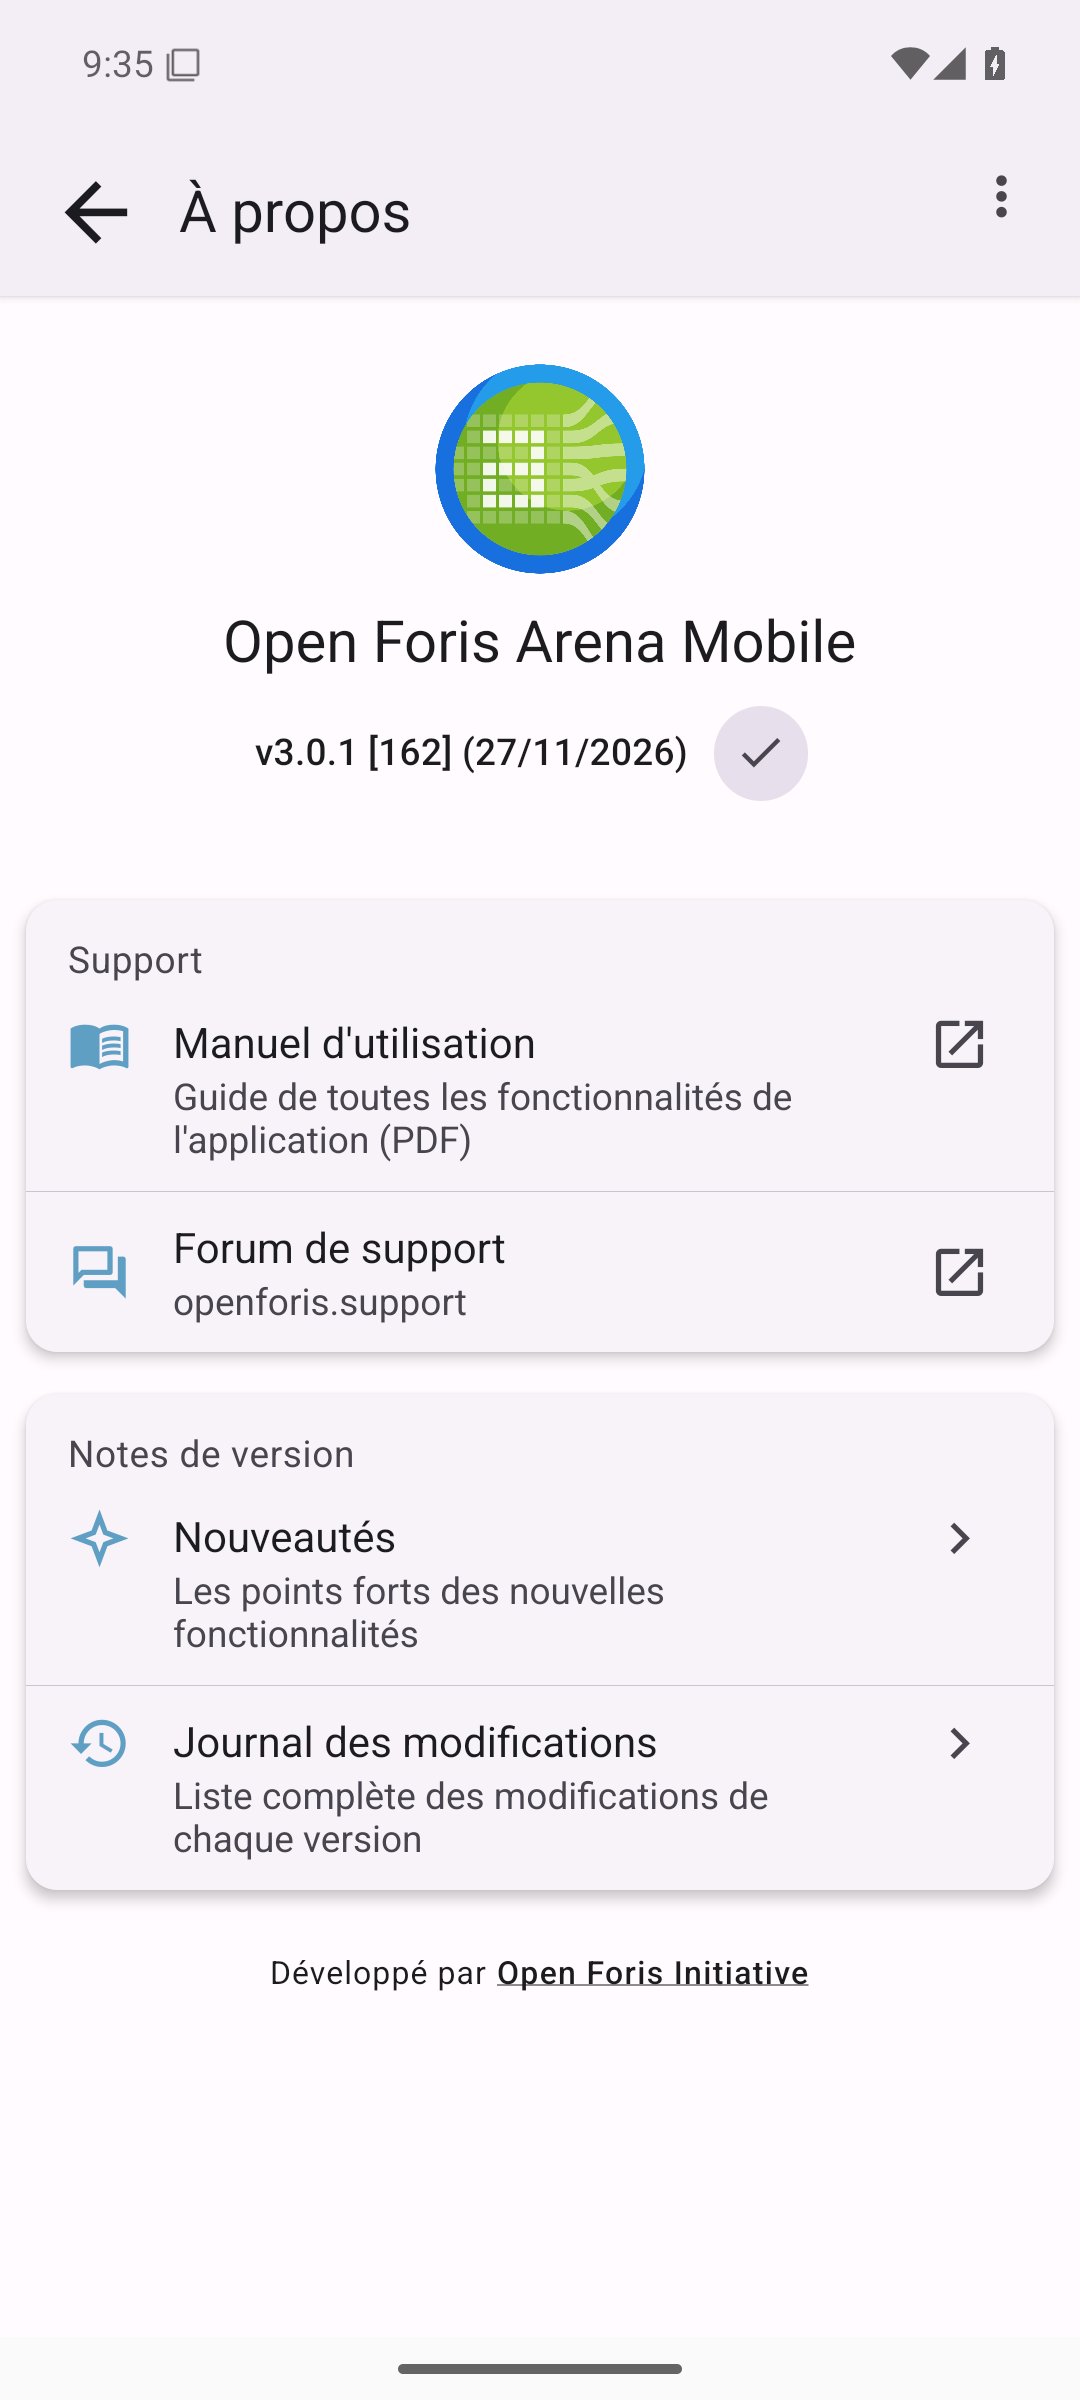 9:35
À propos
Open Foris Arena Mobile
v3.0.1 [162] (27/11/2026)
Support
Manuel d'utilisation
Guide de toutes les fonctionnalités de
l'application (PDF)
Forum de support
openforis.support
Notes de version
Nouveautés
Les points forts des nouvelles
fonctionnalités
Journal des modifications
Liste complète des modifications de
chaque version
Développé par Open Foris Initiative